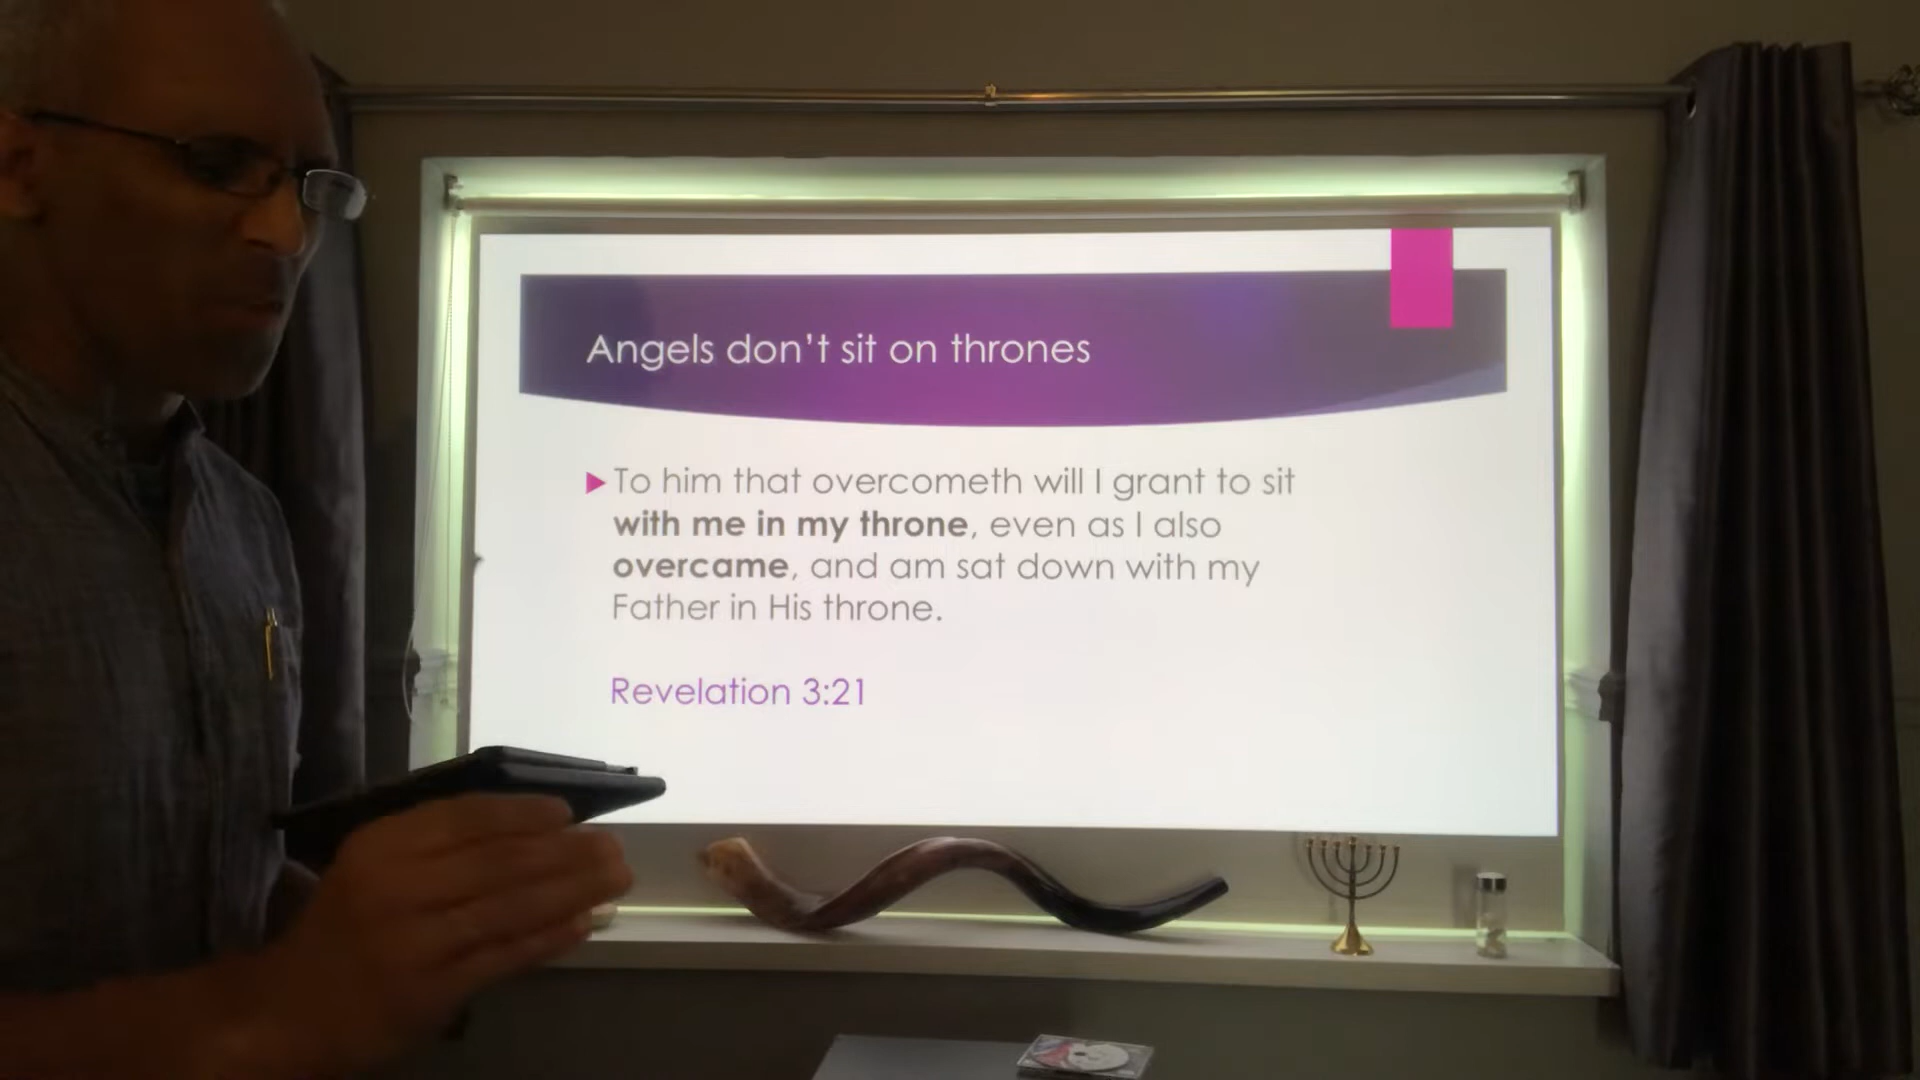 Angels don't sit on thrones
To him that overcometh will I grant to sit
with me in my throne, even as I also
overcame, and am sat down with my
Father in His throne.
Revelation 3:21